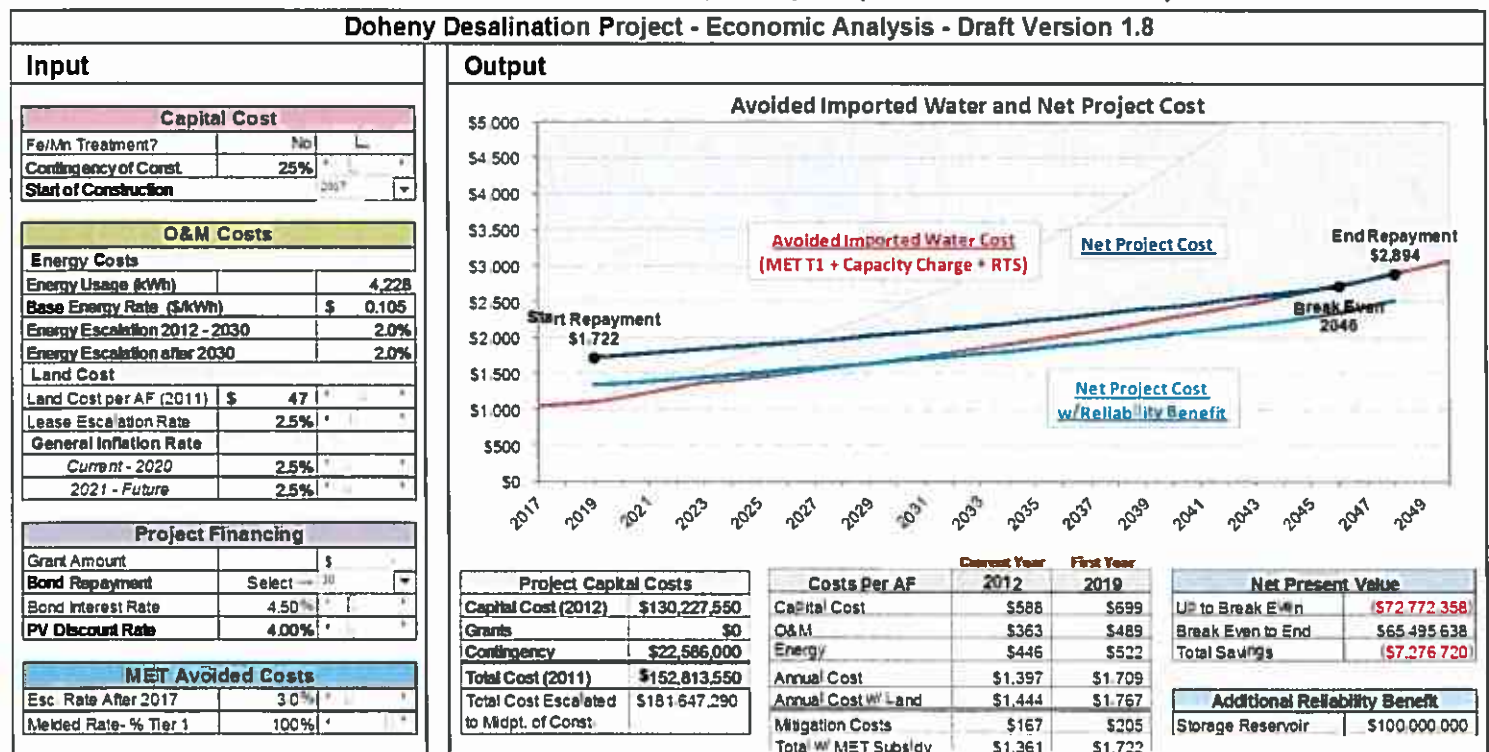 Doheny Desalination Project - Economic Analysis - Draft Version 1.8
Input
Capital Cost
Fe/Mn Treatment? No
Contingency of Const. 25%
Start of Construction 2017
O&M Costs
Energy Costs
Energy Usage (kWh) 4,228
Base Energy Rate ($/kWh) $ 0.105
Energy Escalation 2012 - 2030 2.0%
Energy Escalation after 2030 2.0%
Land Cost
Land Cost per AF (2011) $ 47
Lease Escalation Rate 2.5%
General Inflation Rate
Current - 2020 2.5%
2021 - Future 2.5%
Project Financing
Grant Amount $
Bond Repayment Select 30
Bond Interest Rate 4.50%
PV Discount Rate 4.00%
MET Avoided Costs
Esc. Rate After 2017 3.0%
Melded Rate- % Tier 1 100%
Output
Avoided Imported Water and Net Project Cost
$5,000
$4,500
$4,000
$3,500
$3,000
$2,500
$2,000
$1,500
$1,000
$500
$0
Avoided Imported Water Cost
(MET T1 + Capacity Charge + RTS)
Net Project Cost
End Repayment
$2,894
Start Repayment
$1,722
Break Even
2046
Net Project Cost
w/Reliability Benefit
2017 2019 2021 2023 2025 2027 2029 2031 2033 2035 2037 2039 2041 2043 2045 2047 2049
Project Capital Costs
Capital Cost (2012) $130,227,550
Grants $0
Contingency $22,586,000
Total Cost (2011) $152,813,550
Total Cost Escalated $181,647,290
to Midpt. of Const.
Current Year First Year
Costs Per AF 2012 2019
Capital Cost $588 $699
O&M $363 $489
Energy $446 $522
Annual Cost $1,397 $1,709
Annual Cost W/ Land $1,444 $1,767
Mitigation Costs $167 $205
Total W/ MET Subsidy $1,361 $1,722
Net Present Value
Up to Break Even ($72,772,358)
Break Even to End $65,495,638
Total Savings ($7,276,720)
Additional Reliability Benefit
Storage Reservoir $100,000,000